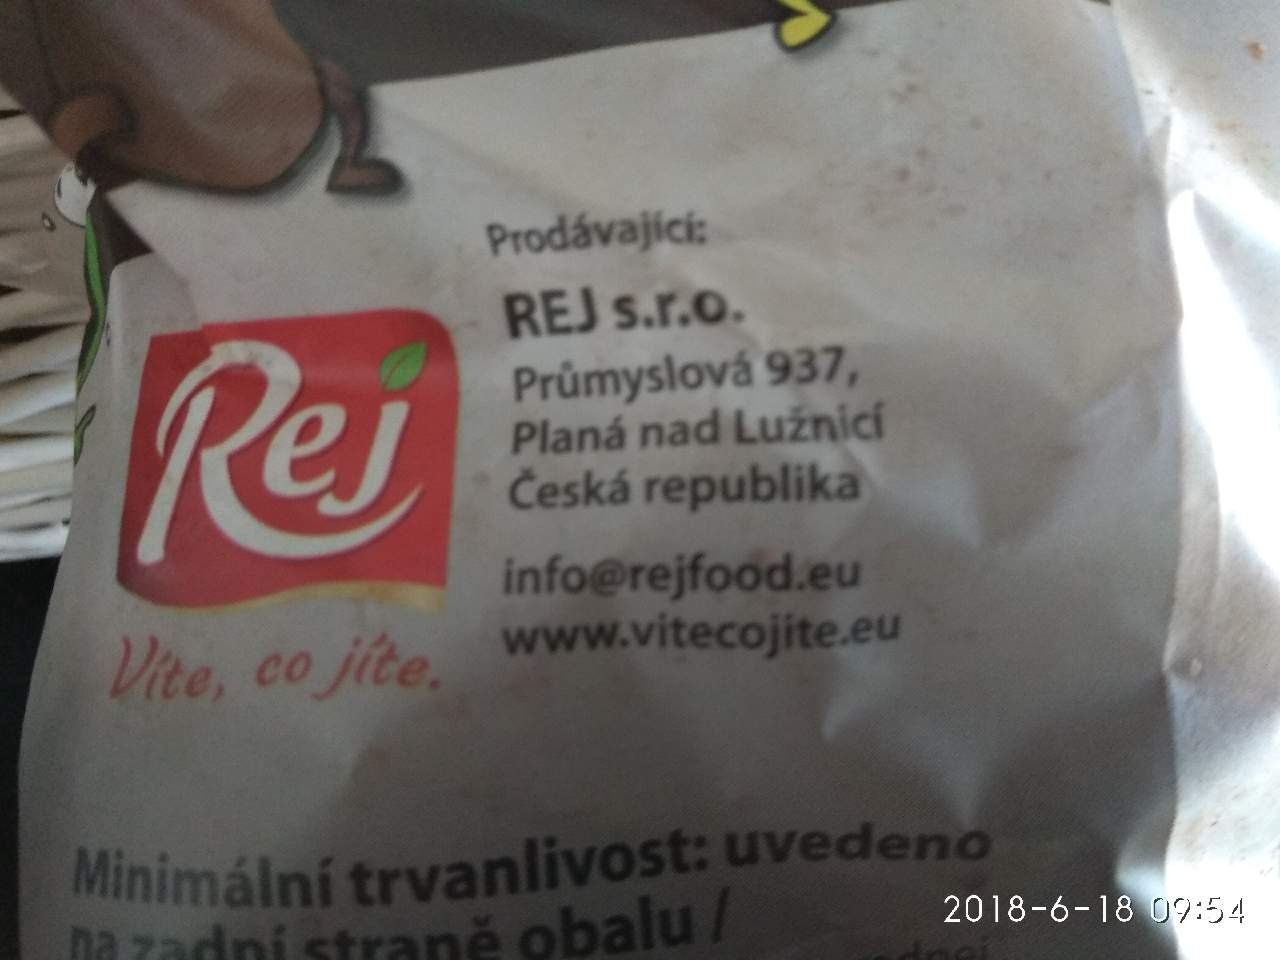 Prodávající:
REJ s.r.o.
Průmyslová 937,
Planá nad Lužnicí
Česká republika
info@rejfood.eu
www.vitecojite.eu
Rej
Víte, co jíte.
Minimální trvanlivost: uvedeno
na zadní straně obalu /
2018-6-18 09:54